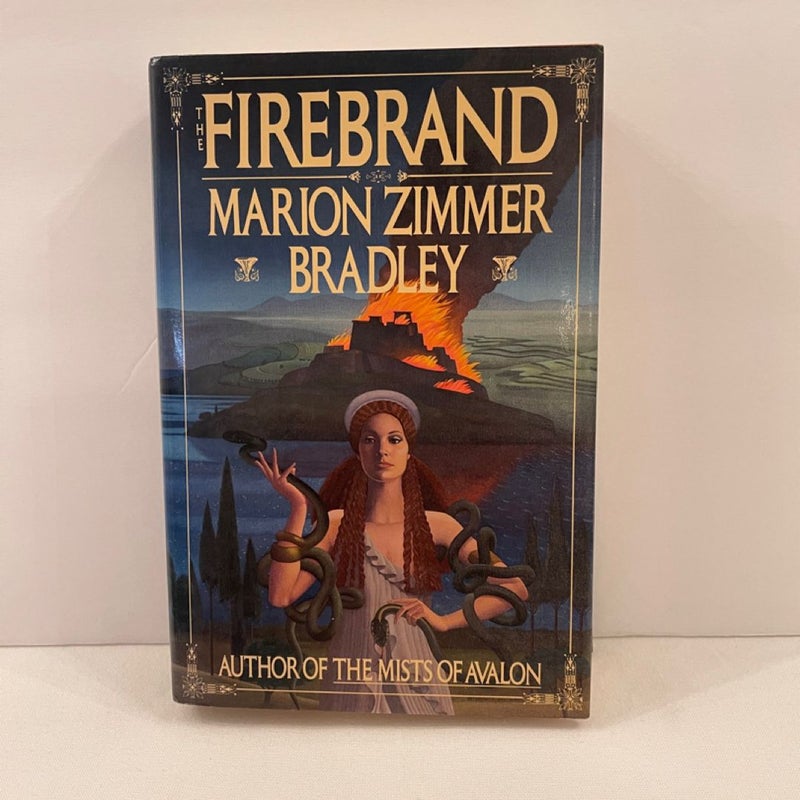 THE FIREBRAND
MARION ZIMMER
BRADLEY
AUTHOR OF THE MISTS OF AVALON